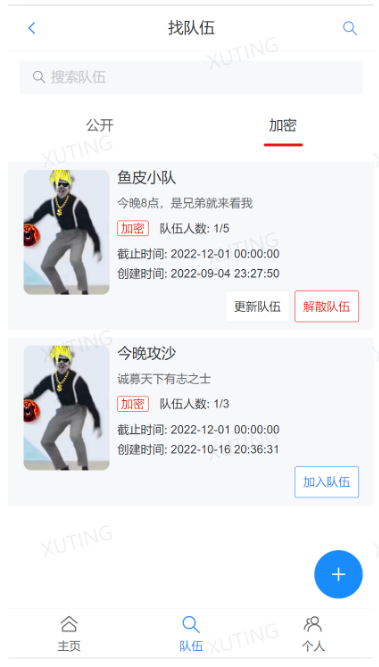 找队伍
搜索队伍
公开
加密
鱼皮小队
今晚8点，是兄弟就来看我
加密 队伍人数: 1/5
截止时间: 2022-12-01 00:00:00
创建时间: 2022-09-04 23:27:50
更新队伍 解散队伍
今晚攻沙
诚募天下有志之士
加密 队伍人数: 1/3
截止时间: 2022-12-01 00:00:00
创建时间: 2022-10-16 20:36:31
加入队伍
主页 队伍 个人
XUTING
XUTING
XUTING
XUTING
XUTING
XUTING
XUTING